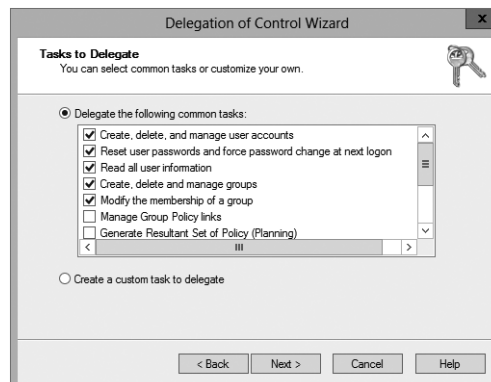 Delegation of Control Wizard
x
Tasks to Delegate
You can select common tasks or customize your own.
Delegate the following common tasks:
Create, delete, and manage user accounts
Reset user passwords and force password change at next logon
Read all user information
Create, delete and manage groups
Modify the membership of a group
Manage Group Policy links
Generate Resultant Set of Policy (Planning)
Create a custom task to delegate
< Back Next > Cancel Help